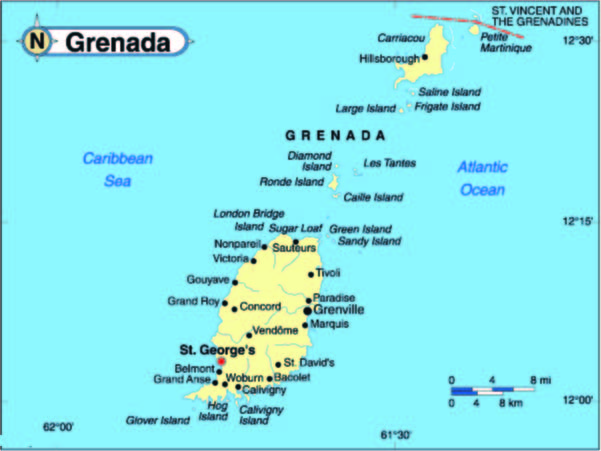 N Grenada
ST. VINCENT AND
THE GRENADINES
Carriacou
Petite
Martinique
12°30'
Hillsborough
Saline Island
Large Island
Frigate Island
GRENADA
Caribbean
Sea
Diamond
Island
Les Tantes
Atlantic
Ocean
Ronde Island
Caille Island
London Bridge
Island
Sugar Loaf
Green Island
Sandy Island
12°15'
Nonpareil
Sauteurs
Victoria
Tivoli
Gouyave
Grand Roy
Concord
Paradise
Grenville
Marquis
Vendôme
St. George's
St. David's
Belmont
Grand Anse
Woburn
Bacolet
Calivigny
Hog
Island
Calivigny
Island
Glover Island
0 4 8 mi
0 4 8 km
12°00'
62°00'
61°30'